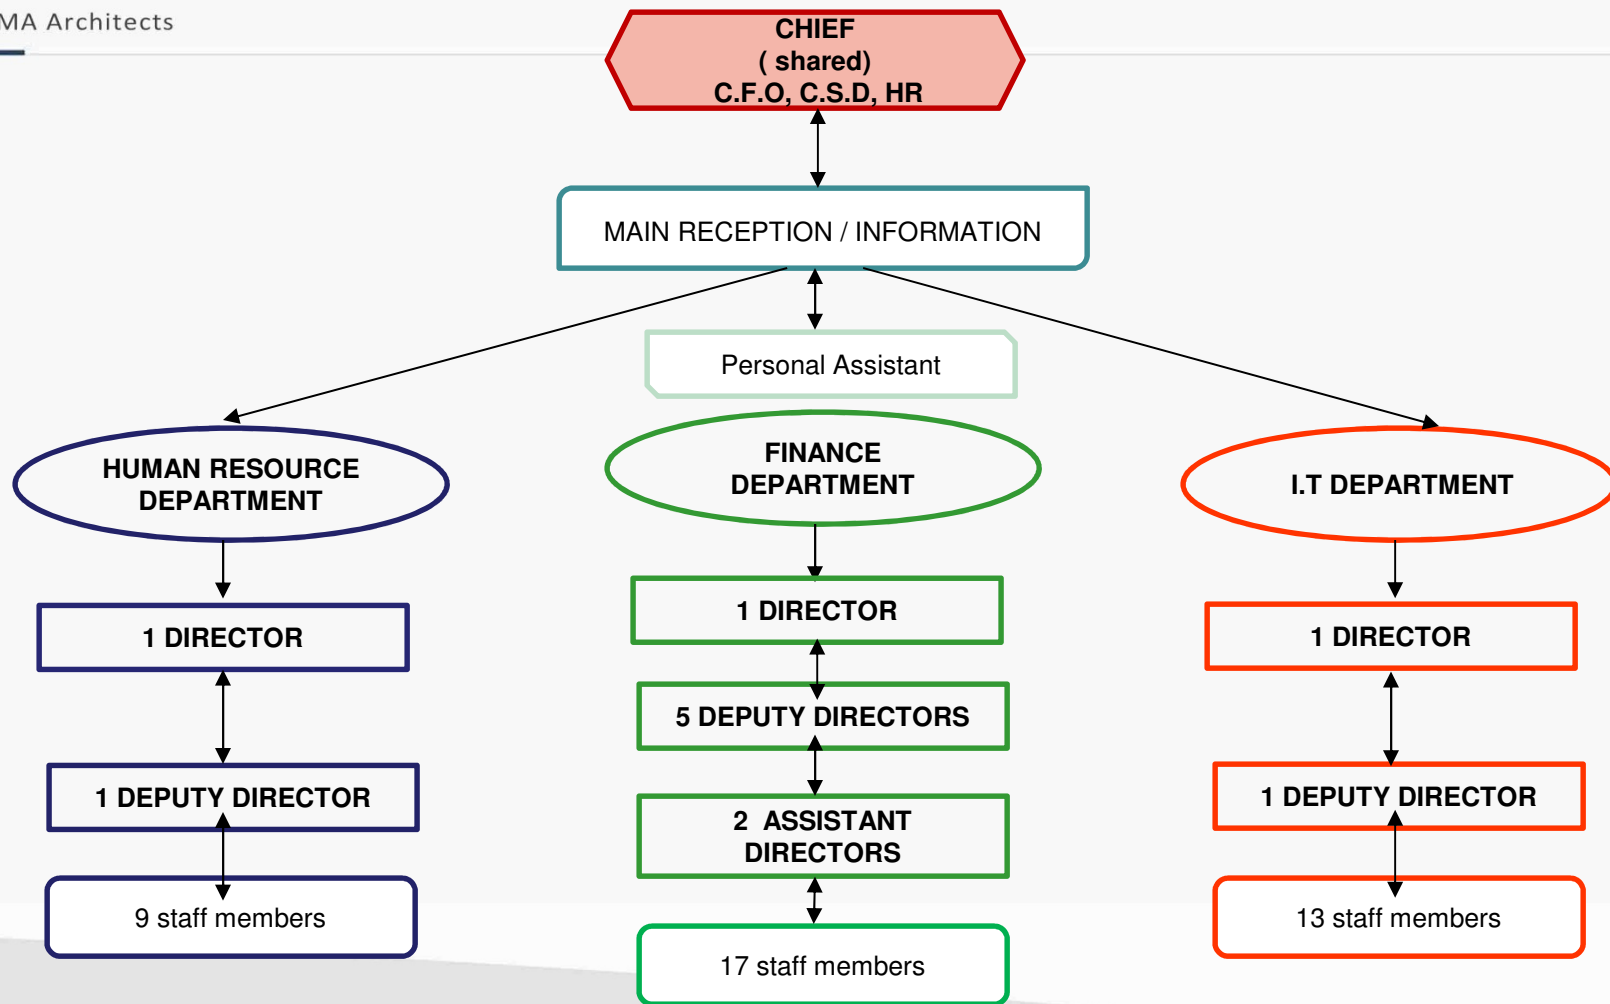 MA Architects
CHIEF
( shared)
C.F.O, C.S.D, HR
MAIN RECEPTION / INFORMATION
Personal Assistant
HUMAN RESOURCE
DEPARTMENT
1 DIRECTOR
1 DEPUTY DIRECTOR
9 staff members
FINANCE
DEPARTMENT
1 DIRECTOR
5 DEPUTY DIRECTORS
2 ASSISTANT
DIRECTORS
17 staff members
I.T DEPARTMENT
1 DIRECTOR
1 DEPUTY DIRECTOR
13 staff members